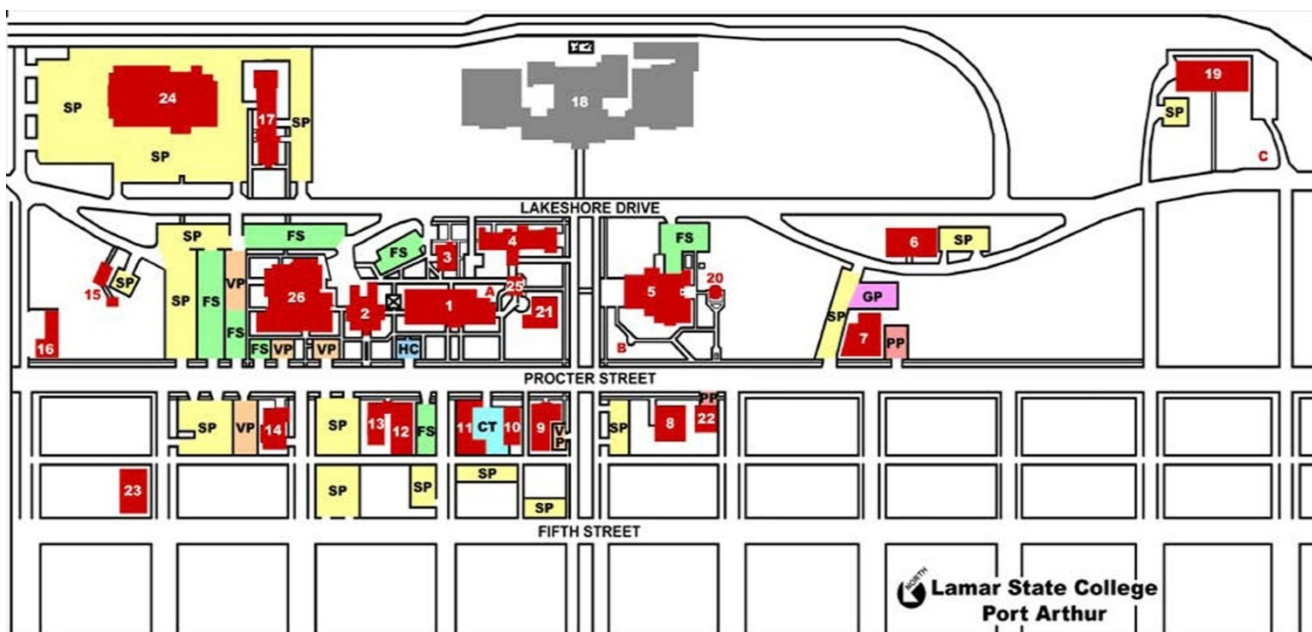 24
SP
SP
17
SP
18
19
SP
C
LAKESHORE DRIVE
SP
FS
FS
3
4
FS
6
SP
15
SP
SP
FS
VP
26
2
1
A
25
21
5
20
GP
SP
7
PP
16
FS
FS
VP
VP
HC
B
PROCTER STREET
SP
VP
14
SP
13
12
FS
11
CT
10
9
V
P
SP
8
PP
22
23
SP
SP
SP
SP
FIFTH STREET
NORTH
Lamar State College
Port Arthur